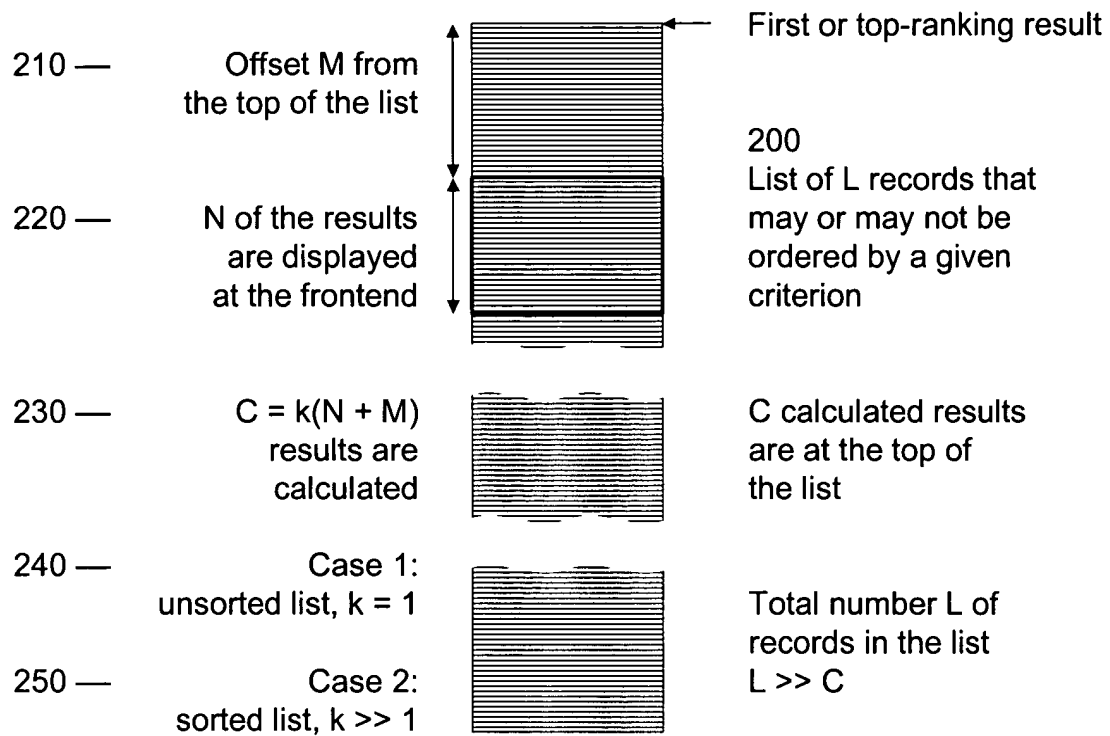 First or top-ranking result
210 — Offset M from
the top of the list
200
List of L records that
may or may not be
ordered by a given
criterion
220 — N of the results
are displayed
at the frontend
230 — C = k(N + M)
results are
calculated
C calculated results
are at the top of
the list
240 — Case 1:
unsorted list, k = 1
Total number L of
records in the list
L >> C
250 — Case 2:
sorted list, k >> 1